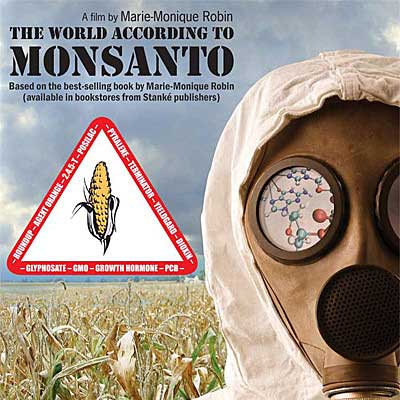 A film by Marie-Monique Robin
THE WORLD ACCORDING TO
MONSANTO
Based on the best-selling book by Marie-Monique Robin
(available in bookstores from Stanké publishers)
– ROUNDUP – AGENT ORANGE – 2,4,5-T – POSILAC –
– PYRALENE – TERMINATOR – YIELDGARD – DIOXIN –
– GLYPHOSATE – GMO – GROWTH HORMONE – PCB –